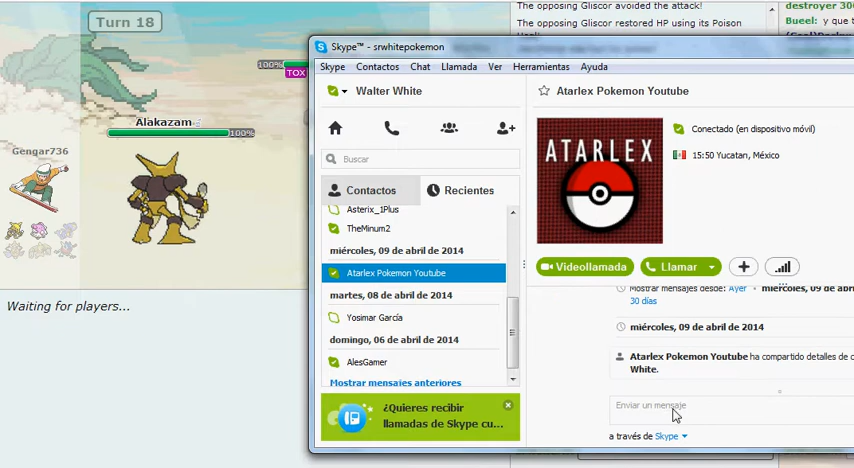 Turn 18
100%
TOX
Alakazam
100%
Gengar736
Waiting for players...
The opposing Gliscor avoided the attack!
The opposing Gliscor restored HP using its Poison
destroyer
Bueel: y que
Skype™ - srwhitepokemon
Skype Contactos Chat Llamada Ver Herramientas Ayuda
Walter White
Buscar
Contactos Recientes
Asterix_1Plus
TheMinum2
miércoles, 09 de abril de 2014
Atarlex Pokemon Youtube
martes, 08 de abril de 2014
Yosimar García
domingo, 06 de abril de 2014
AlesGamer
Mostrar mensajes anteriores
¿Quieres recibir
llamadas de Skype cu...
Atarlex Pokemon Youtube
ATARLEX
Conectado (en dispositivo móvil)
15:50 Yucatan, México
Videollamada Llamar
Mostrar mensajes desde: Ayer •
30 días
miércoles, 09 de abril de 2014
Atarlex Pokemon Youtube ha compartido detalles de
White.
Enviar un mensaje
a través de Skype